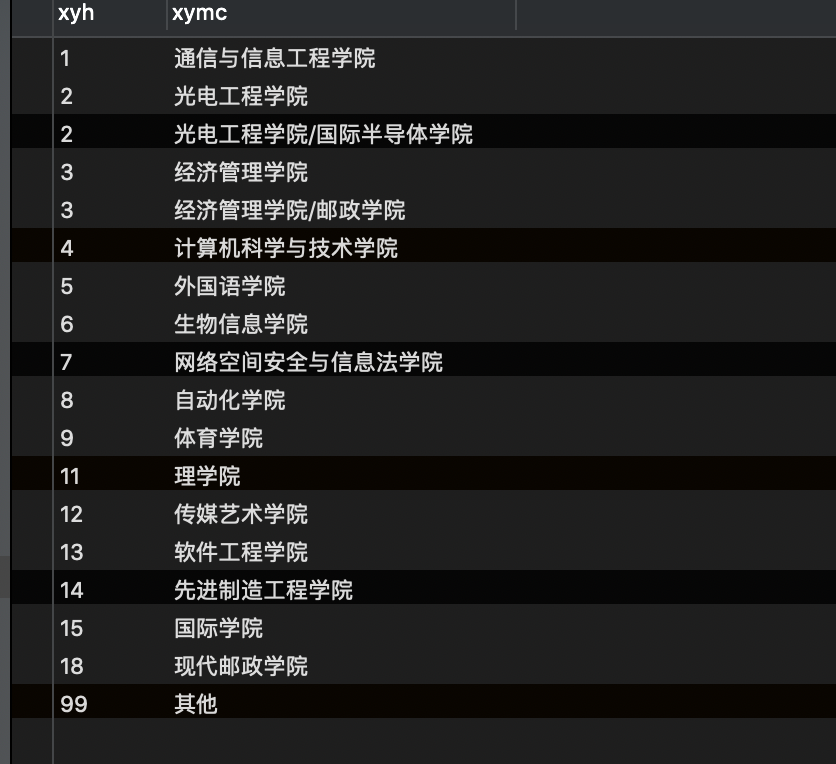 xyh xymc
1 通信与信息工程学院
2 光电工程学院
2 光电工程学院/国际半导体学院
3 经济管理学院
3 经济管理学院/邮政学院
4 计算机科学与技术学院
5 外国语学院
6 生物信息学院
7 网络空间安全与信息法学院
8 自动化学院
9 体育学院
11 理学院
12 传媒艺术学院
13 软件工程学院
14 先进制造工程学院
15 国际学院
18 现代邮政学院
99 其他